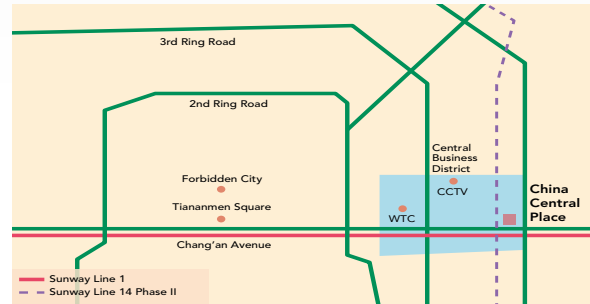 3rd Ring Road
2nd Ring Road
Central
Business
District
CCTV
Forbidden City
Tiananmen Square
WTC
China
Central
Place
Chang'an Avenue
Sunway Line 1
Sunway Line 14 Phase II